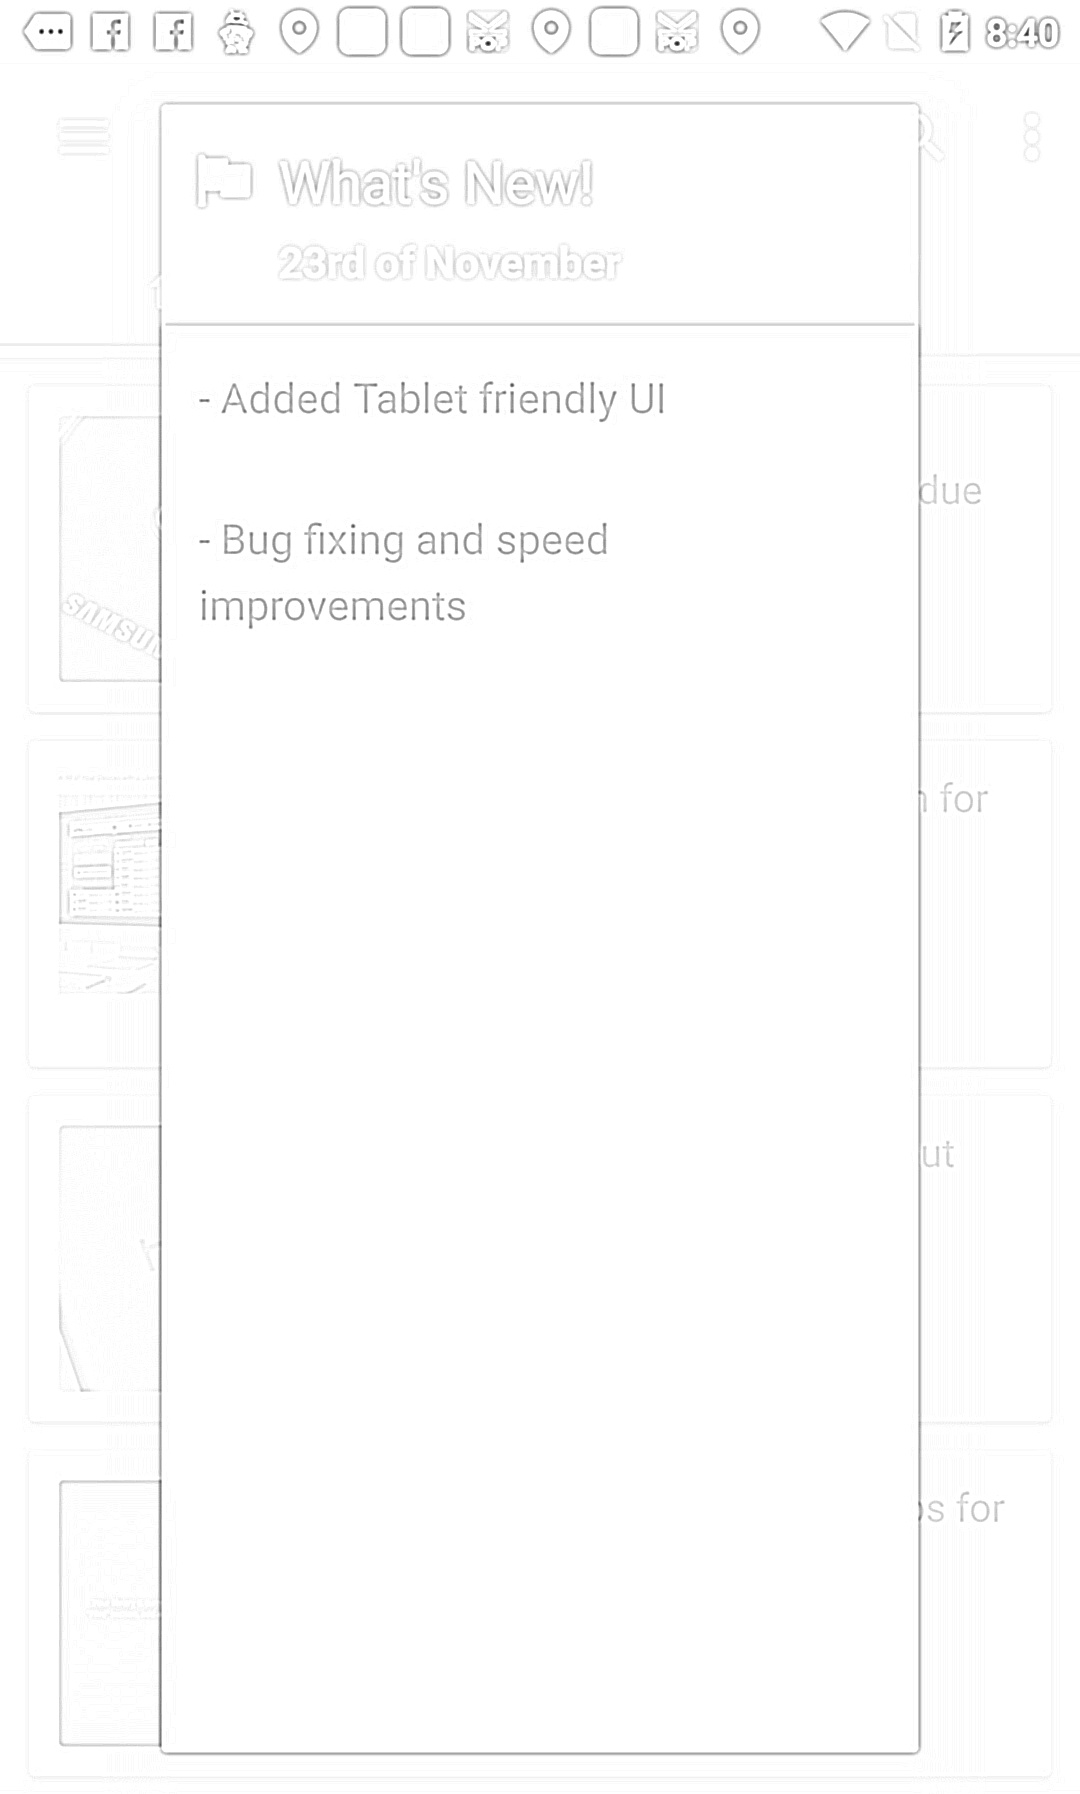 8:40
What's New!
23rd of November
- Added Tablet friendly UI
due
- Bug fixing and speed
improvements
SAMSUN
for
ut
for